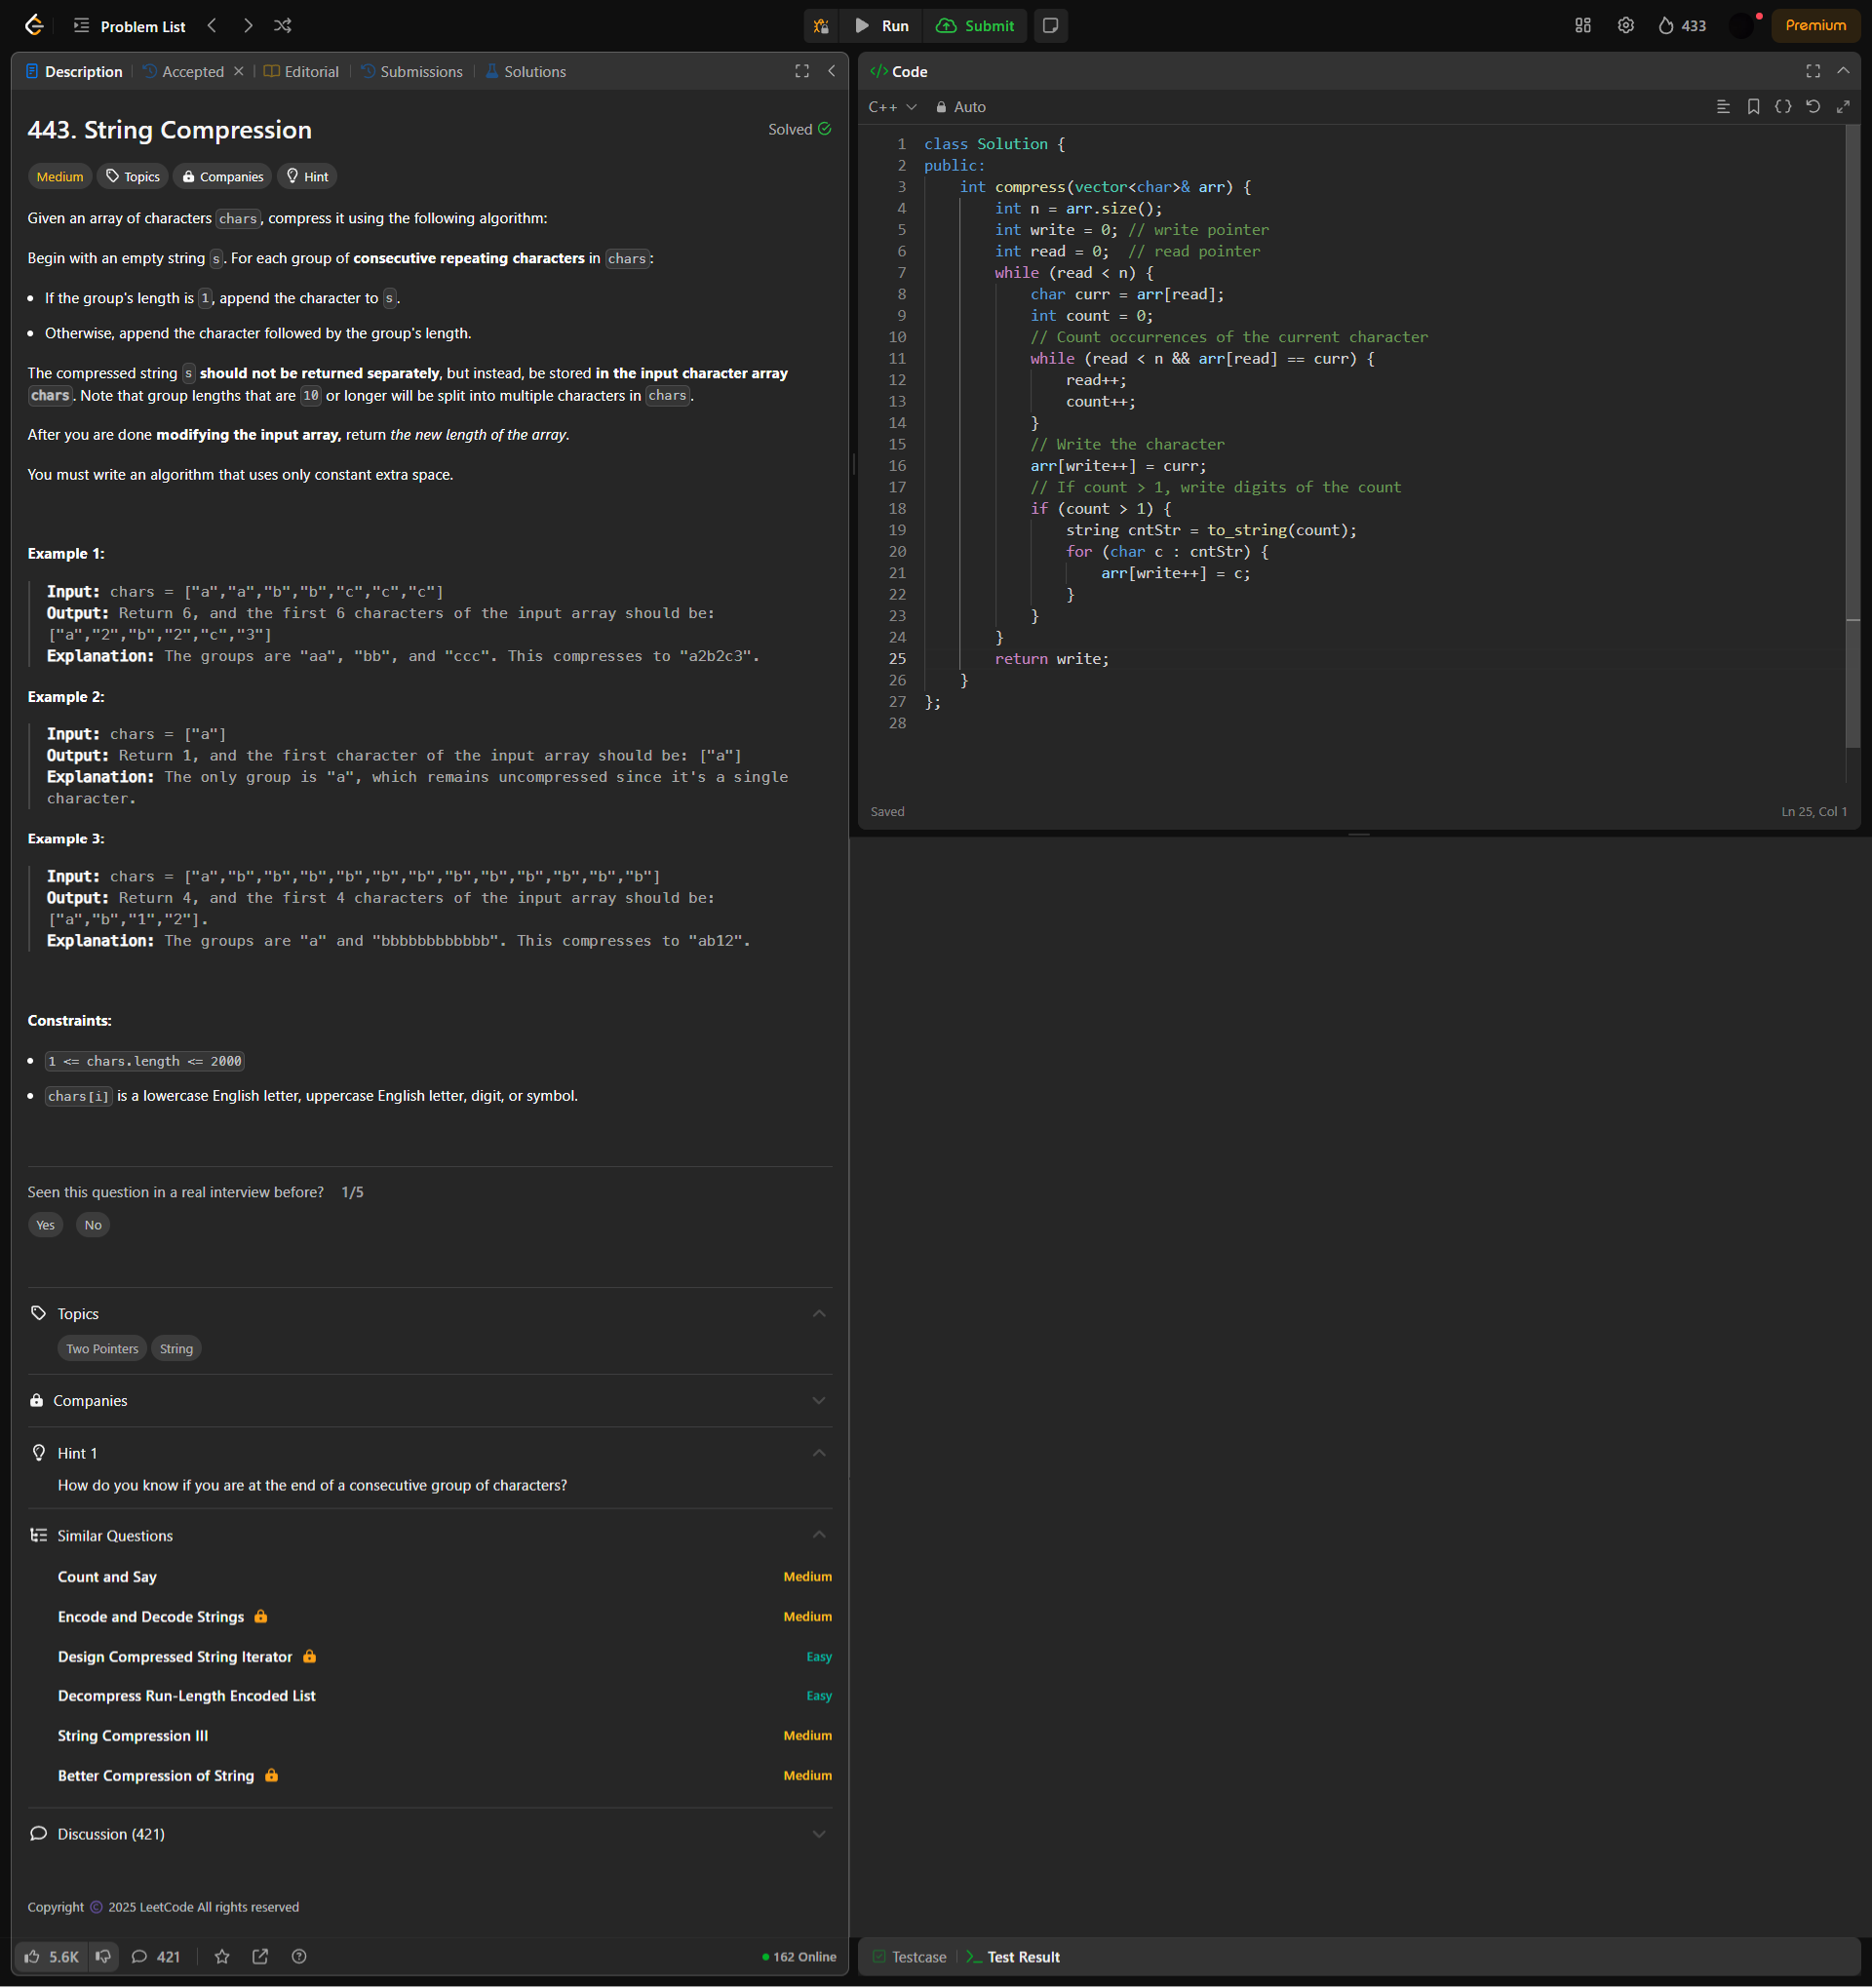 Problem List
Run
Submit
433
Premium
Description
Accepted
Editorial
Submissions
Solutions
443. String Compression
Solved
Medium
Topics
Companies
Hint
Given an array of characters chars, compress it using the following algorithm:
Begin with an empty string s. For each group of consecutive repeating characters in chars:
If the group's length is 1, append the character to s.
Otherwise, append the character followed by the group's length.
The compressed string s should not be returned separately, but instead, be stored in the input character array
chars. Note that group lengths that are 10 or longer will be split into multiple characters in chars.
After you are done modifying the input array, return the new length of the array.
You must write an algorithm that uses only constant extra space.
Example 1:
Input: chars = ["a","a","b","b","c","c","c"]
Output: Return 6, and the first 6 characters of the input array should be:
["a","2","b","2","c","3"]
Explanation: The groups are "aa", "bb", and "ccc". This compresses to "a2b2c3".
Example 2:
Input: chars = ["a"]
Output: Return 1, and the first character of the input array should be: ["a"]
Explanation: The only group is "a", which remains uncompressed since it's a single
character.
Example 3:
Input: chars = ["a","b","b","b","b","b","b","b","b","b","b","b","b"]
Output: Return 4, and the first 4 characters of the input array should be:
["a","b","1","2"].
Explanation: The groups are "a" and "bbbbbbbbbbbb". This compresses to "ab12".
Constraints:
1 <= chars.length <= 2000
chars[i] is a lowercase English letter, uppercase English letter, digit, or symbol.
Seen this question in a real interview before? 1/5
Yes
No
Topics
Two Pointers
String
Companies
Hint 1
How do you know if you are at the end of a consecutive group of characters?
Similar Questions
Count and Say Medium
Encode and Decode Strings Medium
Design Compressed String Iterator Easy
Decompress Run-Length Encoded List Easy
String Compression III Medium
Better Compression of String Medium
Discussion (421)
Copyright © 2025 LeetCode All rights reserved
5.6K
421
162 Online
</> Code
C++
Auto
1 class Solution {
2 public:
3 int compress(vector<char>& arr) {
4 int n = arr.size();
5 int write = 0; // write pointer
6 int read = 0;  // read pointer
7 while (read < n) {
8 char curr = arr[read];
9 int count = 0;
10 // Count occurrences of the current character
11 while (read < n && arr[read] == curr) {
12 read++;
13 count++;
14 }
15 // Write the character
16 arr[write++] = curr;
17 // If count > 1, write digits of the count
18 if (count > 1) {
19 string cntStr = to_string(count);
20 for (char c : cntStr) {
21 arr[write++] = c;
22 }
23 }
24 }
25 return write;
26 }
27 };
28
Saved
Ln 25, Col 1
Testcase
Test Result